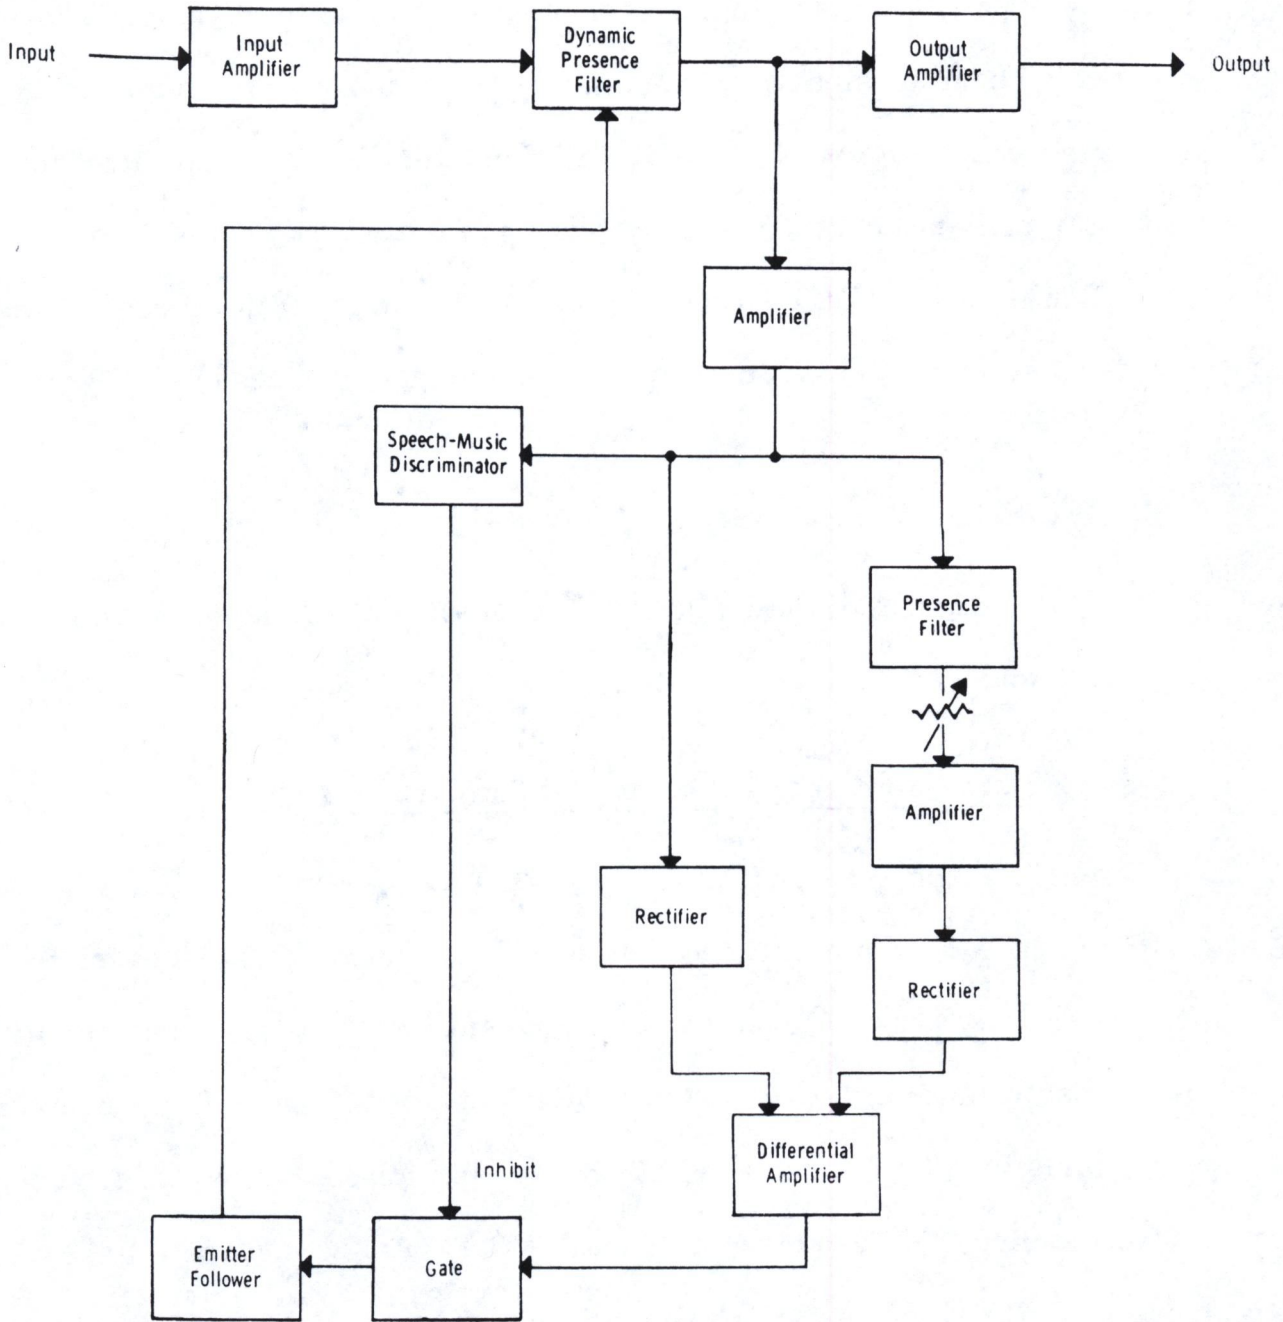 Input
Input
Amplifier
Dynamic
Presence
Filter
Output
Amplifier
Output
Amplifier
Speech-Music
Discriminator
Presence
Filter
Amplifier
Rectifier
Rectifier
Differential
Amplifier
Inhibit
Emitter
Follower
Gate